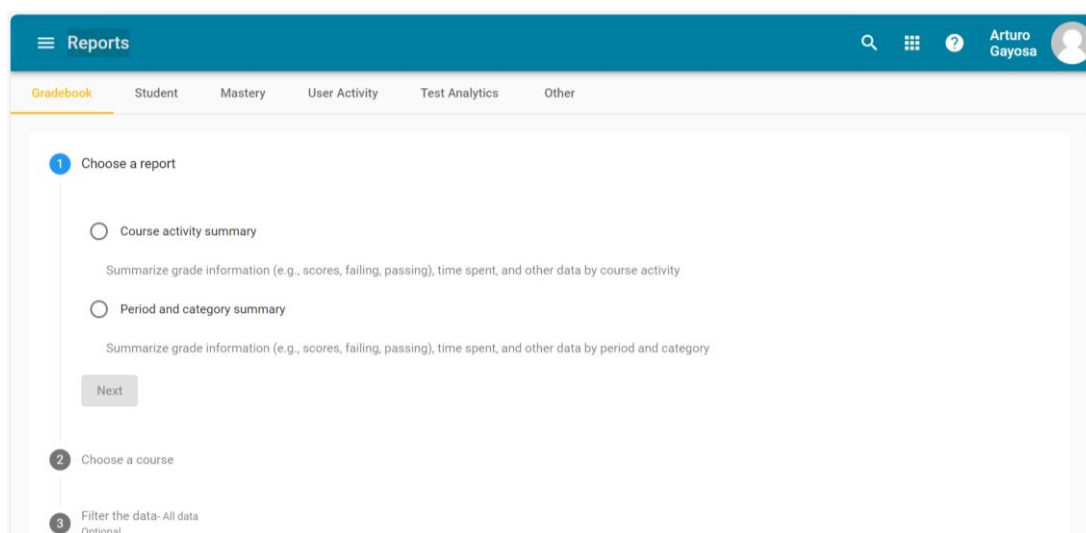 Reports
?
Arturo
Gayosa
Gradebook Student Mastery User Activity Test Analytics Other
1 Choose a report
Course activity summary
Summarize grade information (e.g., scores, failing, passing), time spent, and other data by course activity
Period and category summary
Summarize grade information (e.g., scores, failing, passing), time spent, and other data by period and category
Next
2 Choose a course
3 Filter the data- All data
Optional